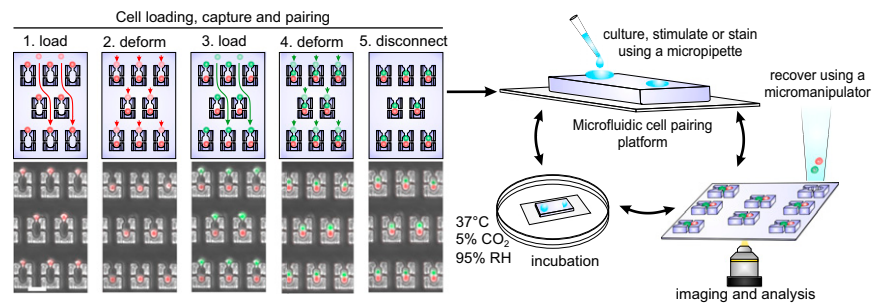 Cell loading, capture and pairing
1. load
2. deform
3. load
4. deform
5. disconnect
culture, stimulate or stain
using a micropipette
recover using a
micromanipulator
Microfluidic cell pairing
platform
37°C
5% CO₂
95% RH
incubation
imaging and analysis